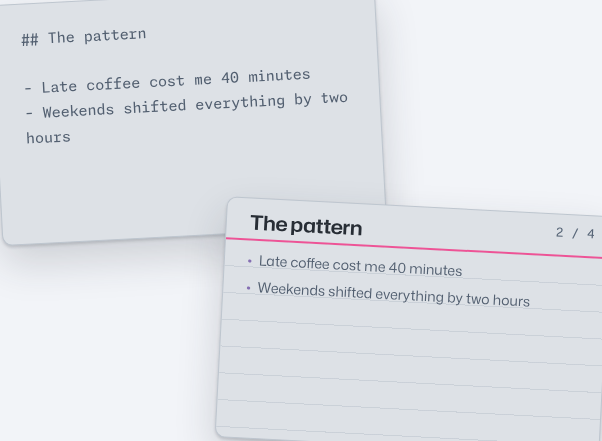 ## The pattern
- Late coffee cost me 40 minutes
- Weekends shifted everything by two
hours
The pattern
2 / 4
• Late coffee cost me 40 minutes
• Weekends shifted everything by two hours